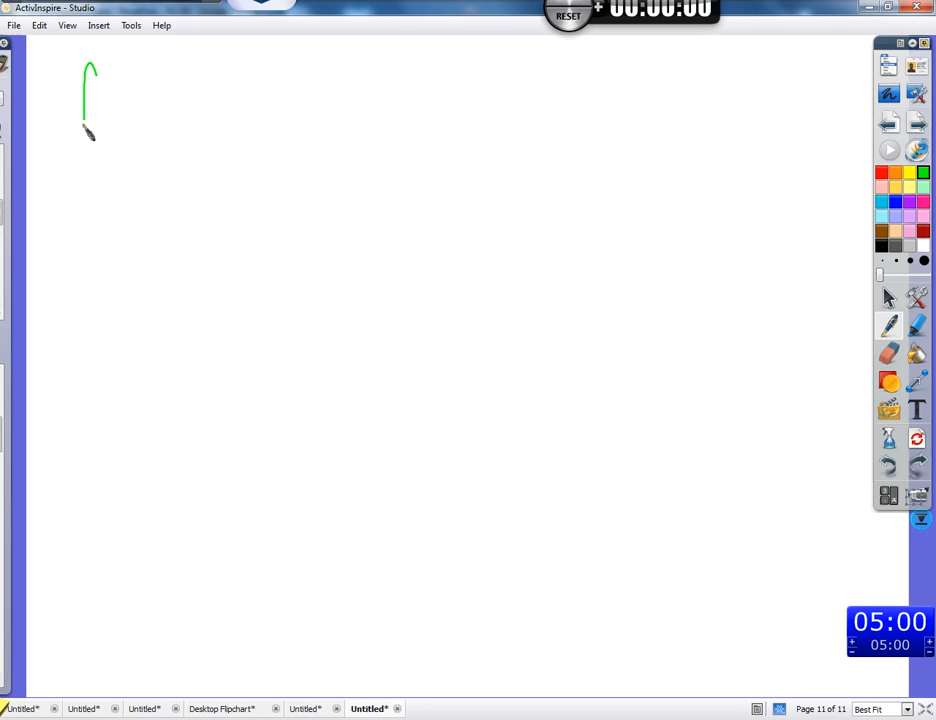 ActivInspire - Studio
RESET
00:00:00
File Edit View Insert Tools Help
05:00
05:00
Untitled* Untitled* Untitled* Desktop Flipchart* Untitled* Untitled* Page 11 of 11 Best Fit